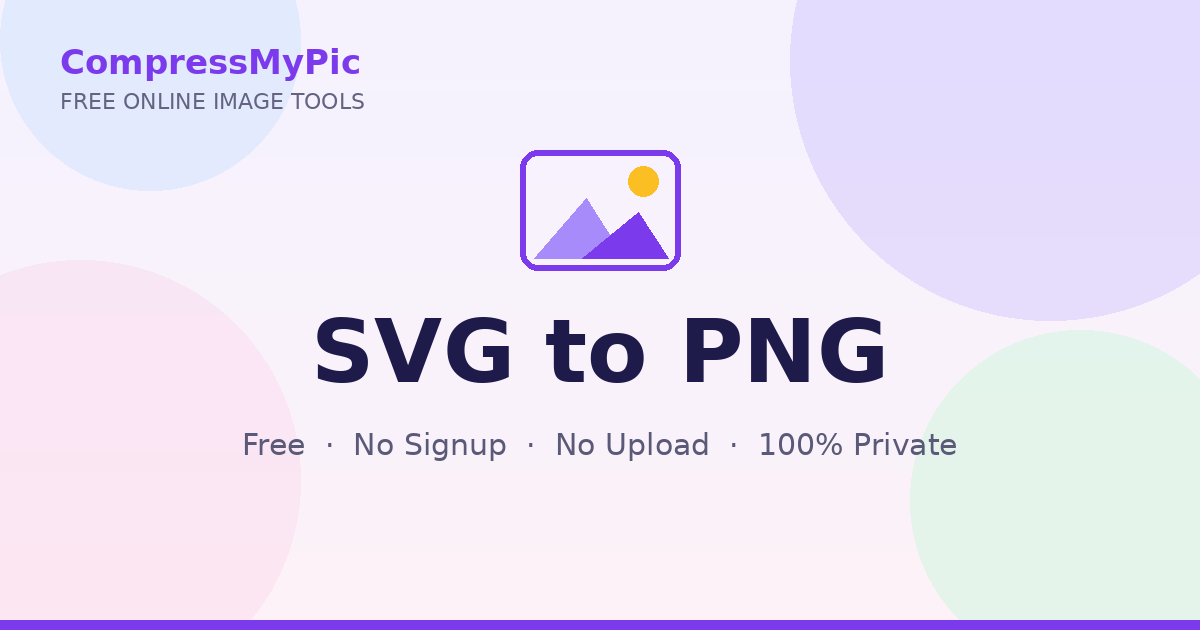 CompressMyPic
FREE ONLINE IMAGE TOOLS
SVG to PNG
Free · No Signup · No Upload · 100% Private